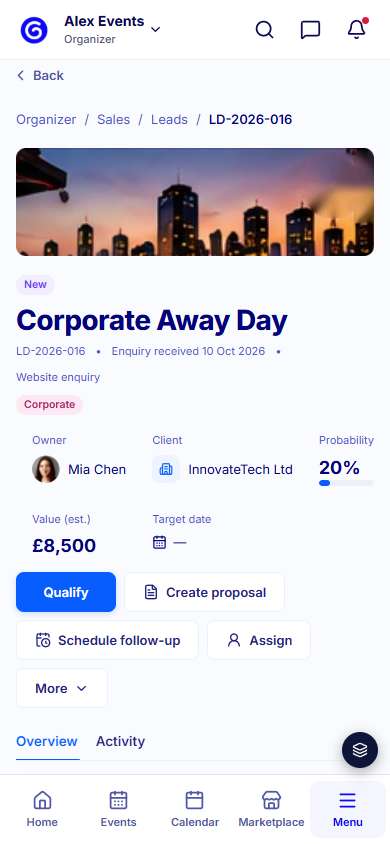 Alex Events
Organizer
Back
Organizer / Sales / Leads / LD-2026-016
New
Corporate Away Day
LD-2026-016 • Enquiry received 10 Oct 2026 •
Website enquiry
Corporate
Owner Client Probability
Mia Chen InnovateTech Ltd 20%
Value (est.) Target date
£8,500 —
Qualify Create proposal
Schedule follow-up Assign
More
Overview Activity
Home Events Calendar Marketplace Menu